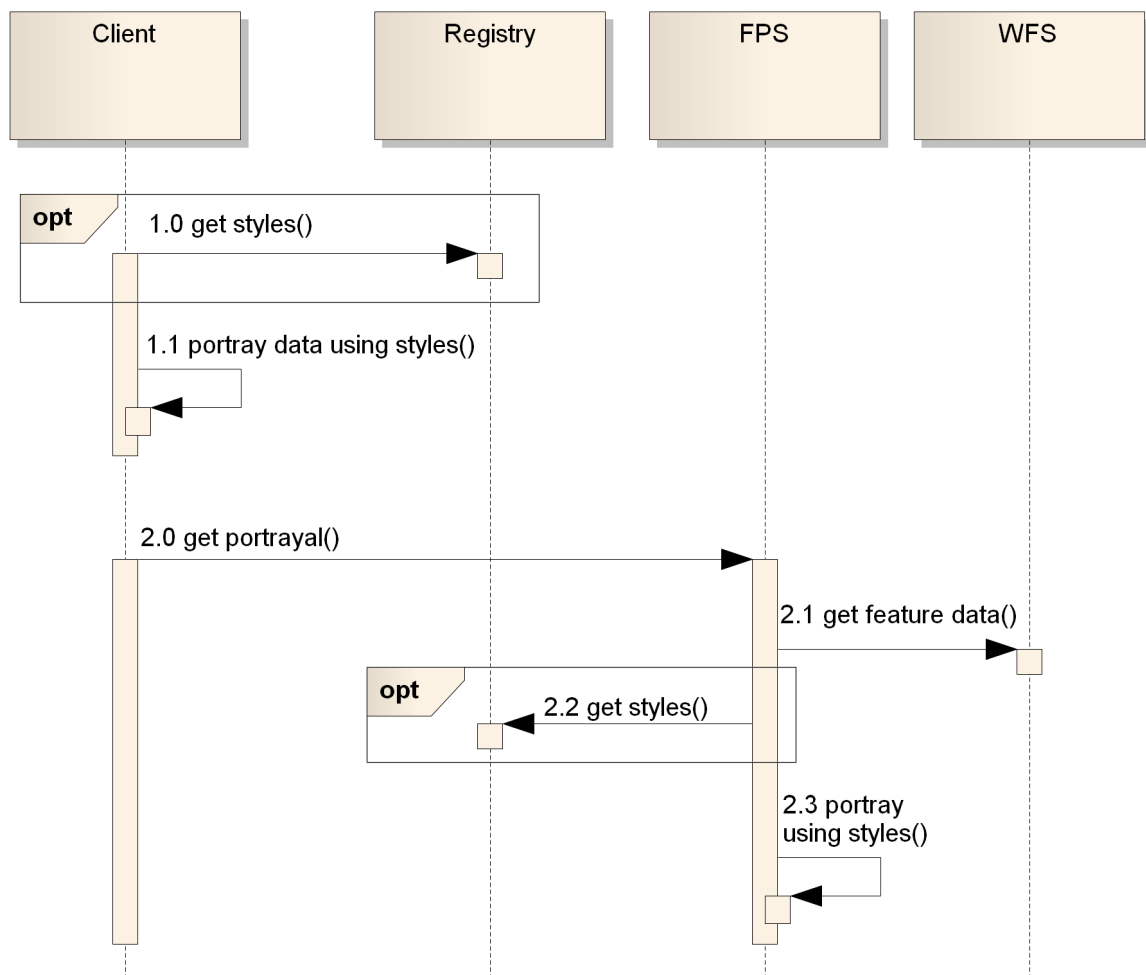 Client
Registry
FPS
WFS
opt
1.0 get styles()
1.1 portray data using styles()
2.0 get portrayal()
2.1 get feature data()
opt
2.2 get styles()
2.3 portray
using styles()